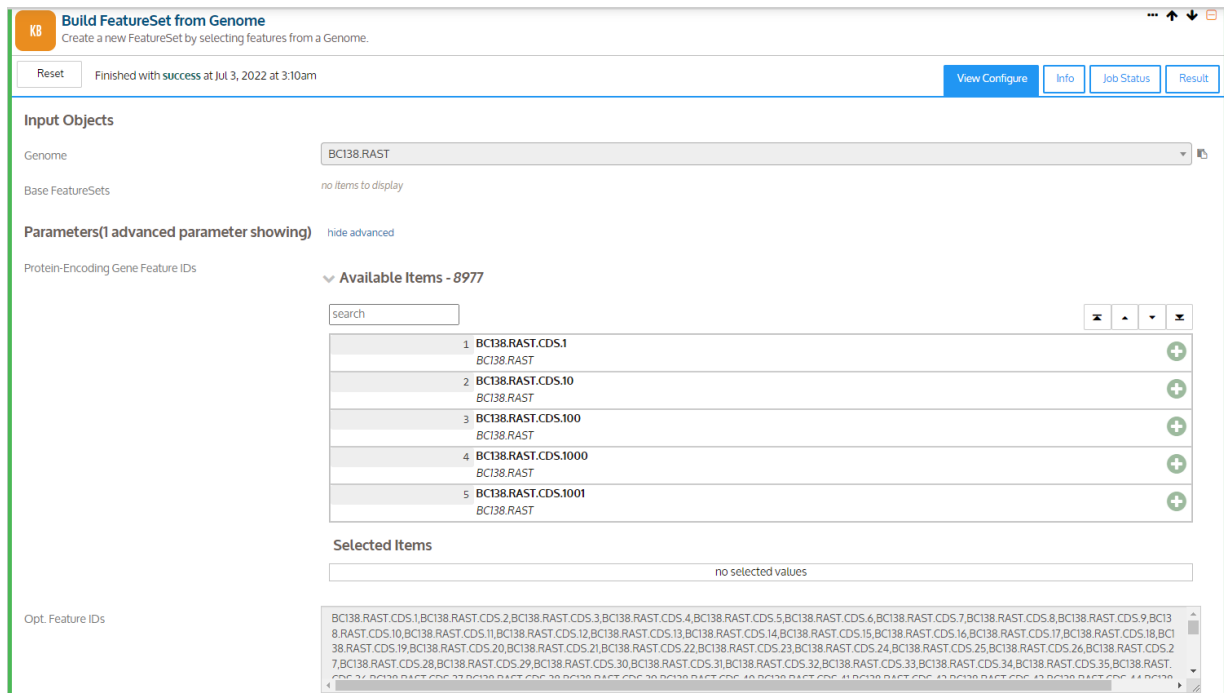 KB
Build FeatureSet from Genome
Create a new FeatureSet by selecting features from a Genome.
Reset
Finished with success at Jul 3, 2022 at 3:10am
View Configure
Info
Job Status
Result
Input Objects
Genome
BC138.RAST
Base FeatureSets
no items to display
Parameters(1 advanced parameter showing)
hide advanced
Protein-Encoding Gene Feature IDs
Available Items - 8977
search
1 BC138.RAST.CDS.1
BC138.RAST
2 BC138.RAST.CDS.10
BC138.RAST
3 BC138.RAST.CDS.100
BC138.RAST
4 BC138.RAST.CDS.1000
BC138.RAST
5 BC138.RAST.CDS.1001
BC138.RAST
Selected Items
no selected values
Opt. Feature IDs
BC138.RAST.CDS.1,BC138.RAST.CDS.2,BC138.RAST.CDS.3,BC138.RAST.CDS.4,BC138.RAST.CDS.5,BC138.RAST.CDS.6,BC138.RAST.CDS.7,BC138.RAST.CDS.8,BC138.RAST.CDS.9,BC13
8.RAST.CDS.10,BC138.RAST.CDS.11,BC138.RAST.CDS.12,BC138.RAST.CDS.13,BC138.RAST.CDS.14,BC138.RAST.CDS.15,BC138.RAST.CDS.16,BC138.RAST.CDS.17,BC138.RAST.CDS.18,BC1
38.RAST.CDS.19,BC138.RAST.CDS.20,BC138.RAST.CDS.21,BC138.RAST.CDS.22,BC138.RAST.CDS.23,BC138.RAST.CDS.24,BC138.RAST.CDS.25,BC138.RAST.CDS.26,BC138.RAST.CDS.2
7,BC138.RAST.CDS.28,BC138.RAST.CDS.29,BC138.RAST.CDS.30,BC138.RAST.CDS.31,BC138.RAST.CDS.32,BC138.RAST.CDS.33,BC138.RAST.CDS.34,BC138.RAST.CDS.35,BC138.RAST.